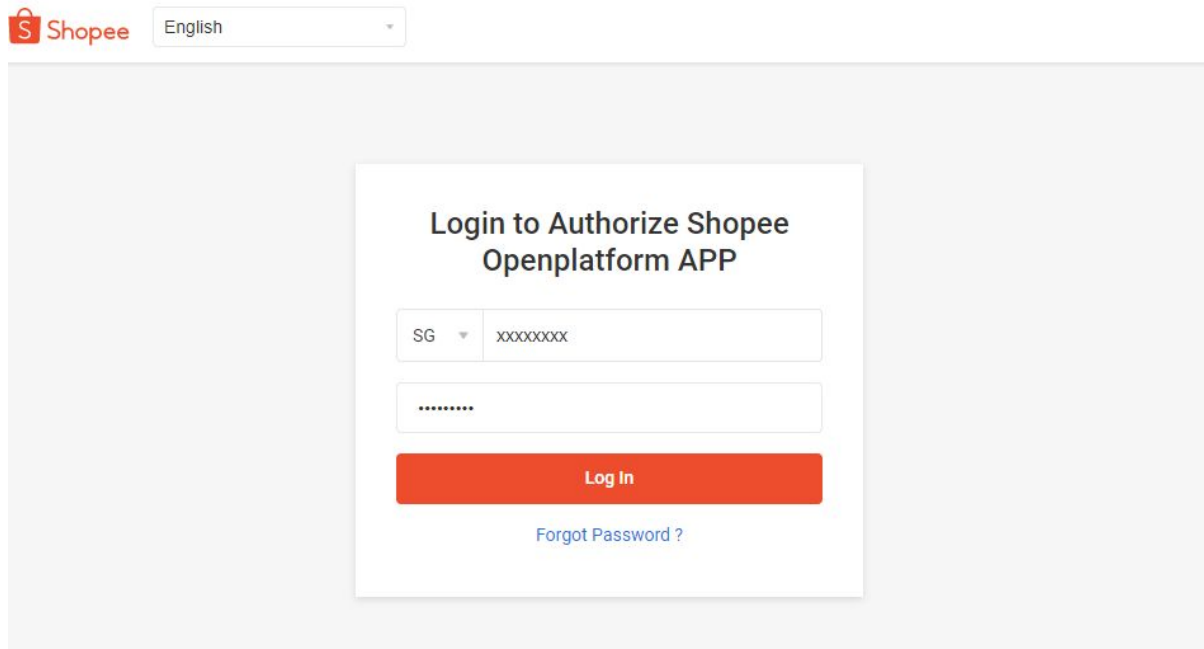 Shopee English
Login to Authorize Shopee
Openplatform APP
SG xxxxxxxx
•••••••••
Log In
Forgot Password ?